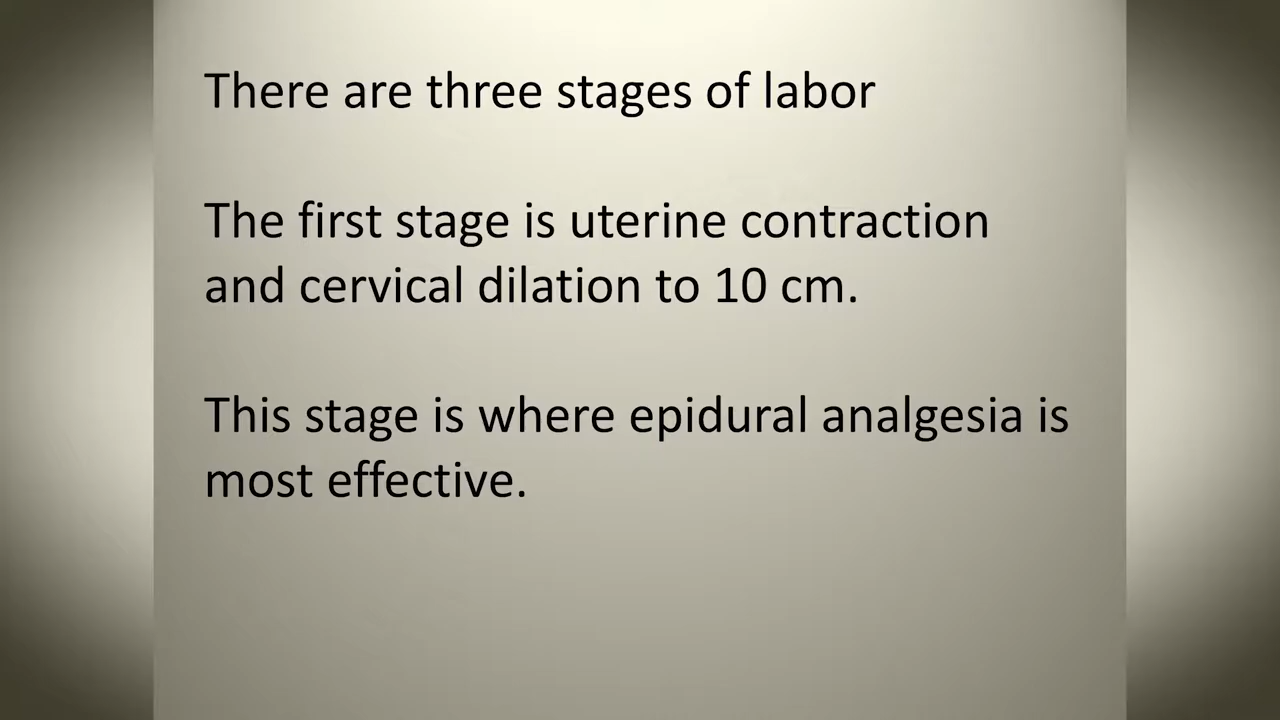 There are three stages of labor
The first stage is uterine contraction
and cervical dilation to 10 cm.
This stage is where epidural analgesia is
most effective.